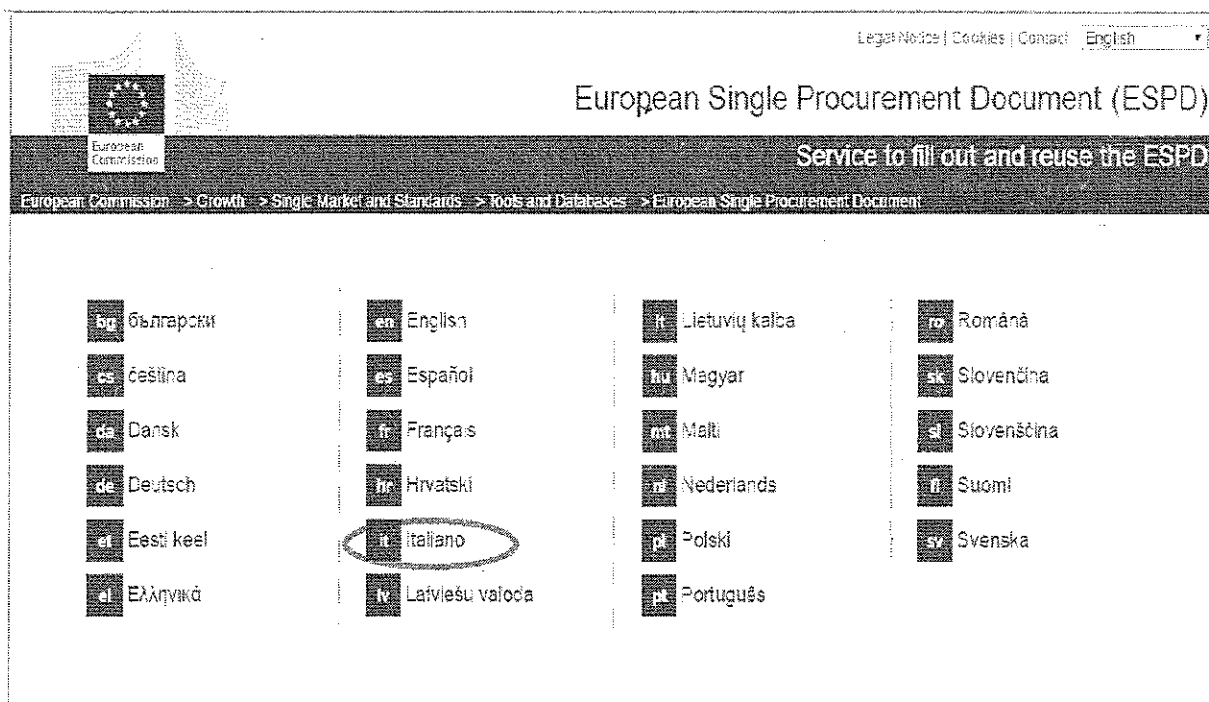 Legal Notice | Cookies | Contact English
European Single Procurement Document (ESPD)
European
Commission
Service to fill out and reuse the ESPD
European Commission > Growth > Single Market and Standards > Tools and Databases > European Single Procurement Document
bg български
cs čeština
da Dansk
de Deutsch
et Eesti keel
el Ελληνικά
en English
es Español
fr Français
hr Hrvatski
it Italiano
lv Latviešu valoda
lt Lietuvių kalba
hu Magyar
mt Malti
nl Nederlands
pl Polski
pt Português
ro Română
sk Slovenčina
sl Slovenščina
fi Suomi
sv Svenska